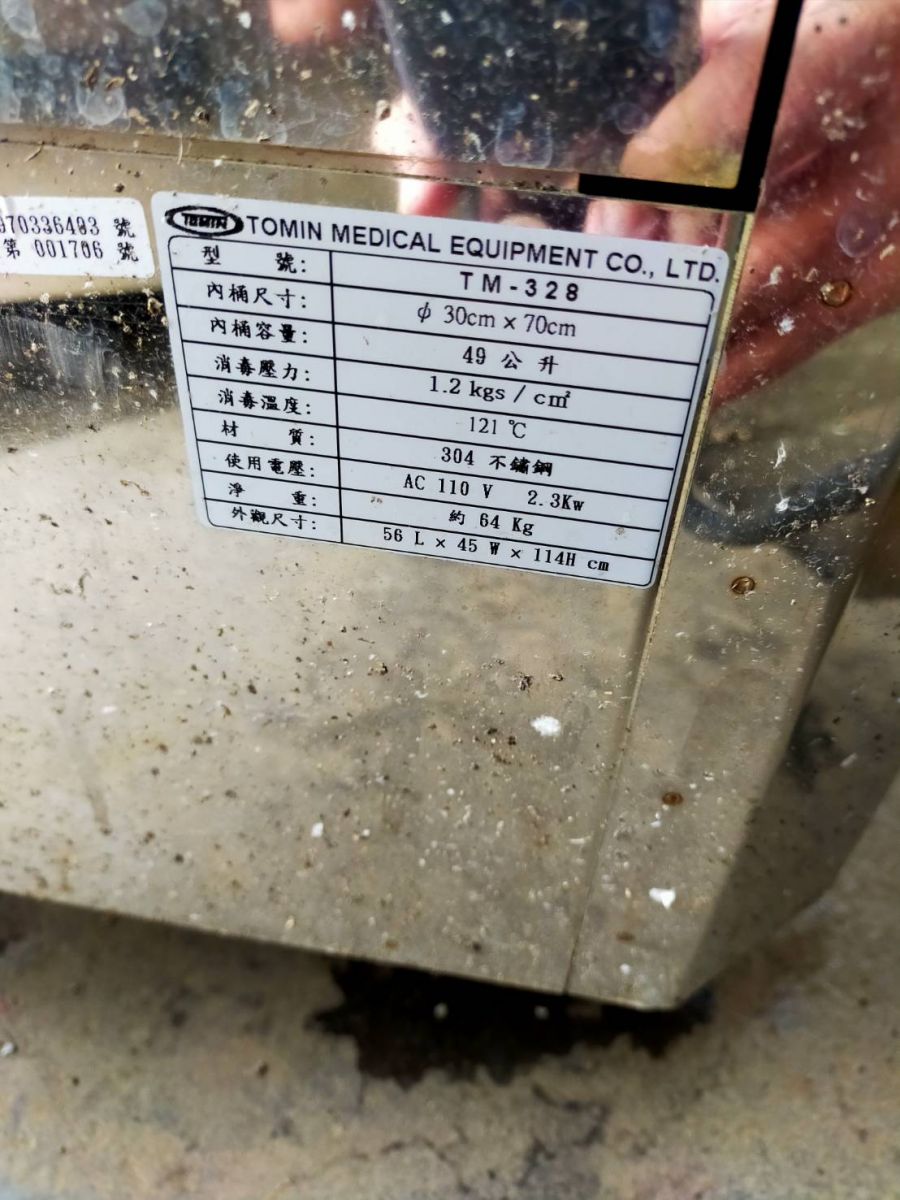 70336483 號
第 001706 號
TOMIN TOMIN MEDICAL EQUIPMENT CO., LTD.
型 號: TM-328
內桶尺寸: ϕ 30cm × 70cm
內桶容量: 49 公升
消毒壓力: 1.2 kgs / c㎡
消毒溫度: 121 ℃
材 質: 304 不鏽鋼
使用電壓: AC 110 V 2.3Kw
淨 重: 約 64 Kg
外觀尺寸: 56 L × 45 W × 114H cm